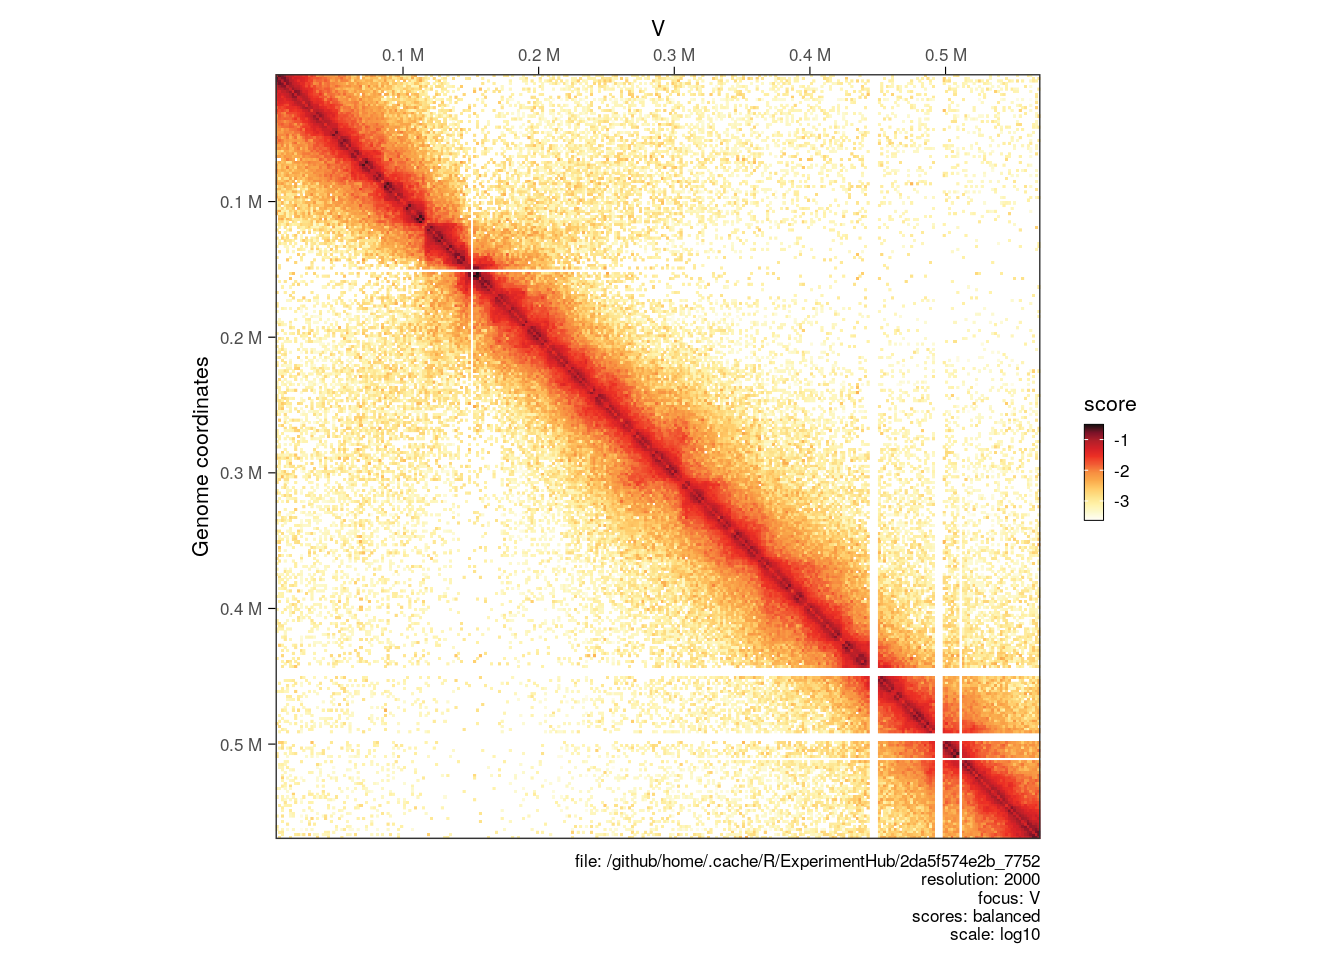 V
0.1 M 0.2 M 0.3 M 0.4 M 0.5 M
0.1 M
0.2 M
0.3 M
0.4 M
0.5 M
Genome coordinates
score
-1
-2
-3
file: /github/home/.cache/R/ExperimentHub/2da5f574e2b_7752
resolution: 2000
focus: V
scores: balanced
scale: log10